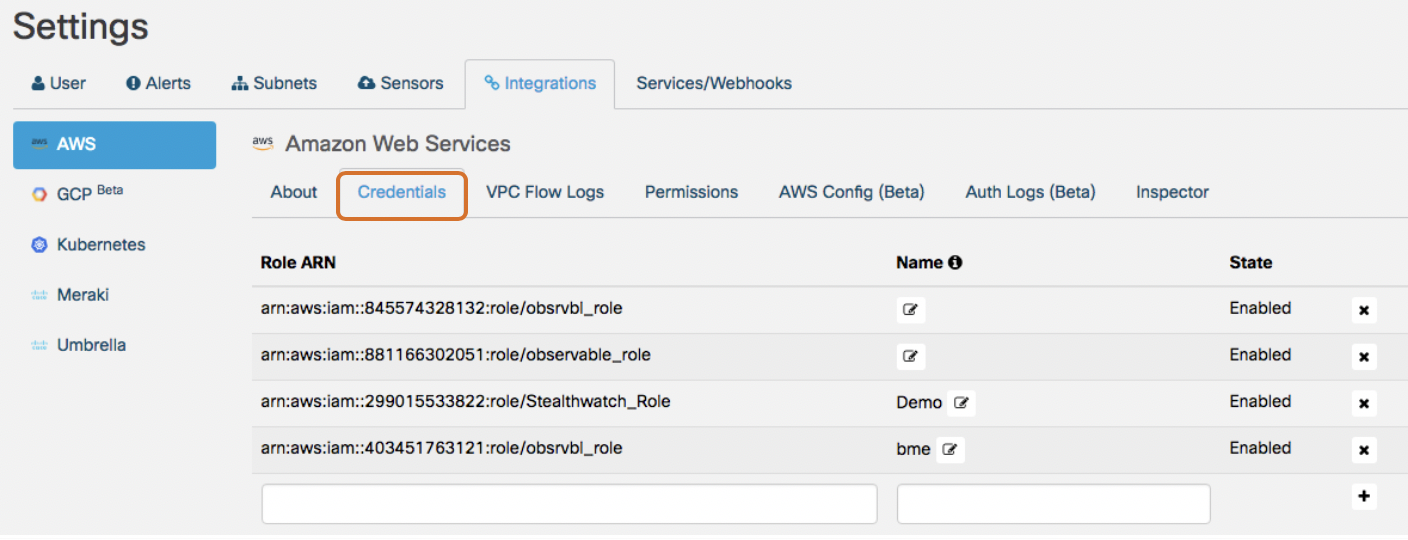 Settings
User Alerts Subnets Sensors Integrations Services/Webhooks
aws AWS
GCP Beta
Kubernetes
Meraki
Umbrella
aws Amazon Web Services
About Credentials VPC Flow Logs Permissions AWS Config (Beta) Auth Logs (Beta) Inspector
Role ARN Name State
arn:aws:iam::845574328132:role/obsrvbl_role Enabled
arn:aws:iam::881166302051:role/observable_role Enabled
arn:aws:iam::299015533822:role/Stealthwatch_Role Demo Enabled
arn:aws:iam::403451763121:role/obsrvbl_role bme Enabled